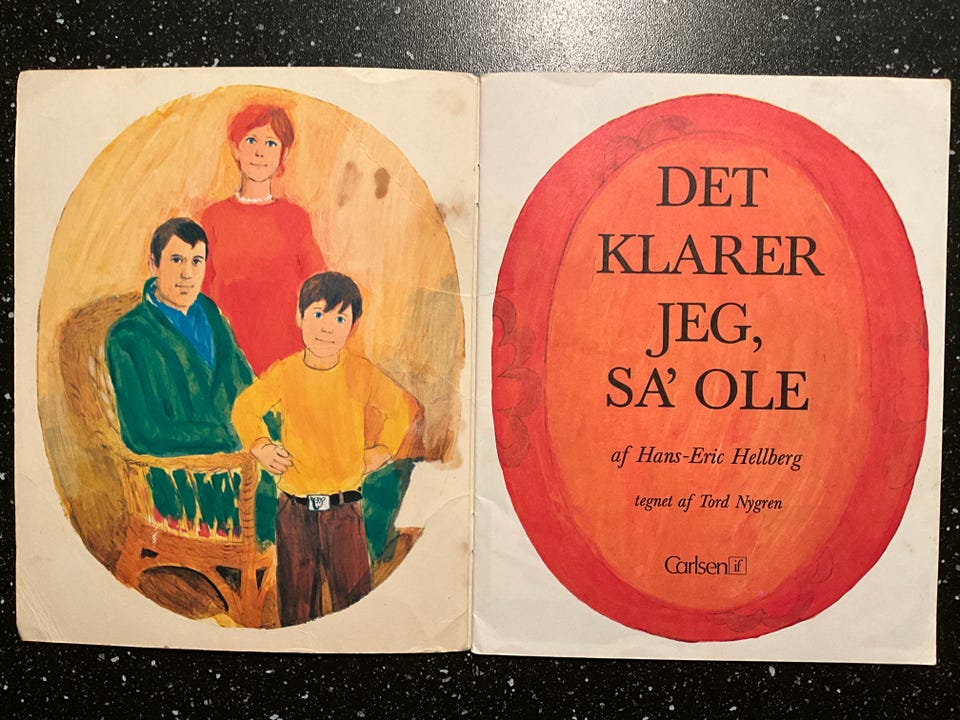 DET
KLARER
JEG,
SA' OLE
af Hans-Eric Hellberg
tegnet af Tord Nygren
Carlsen if